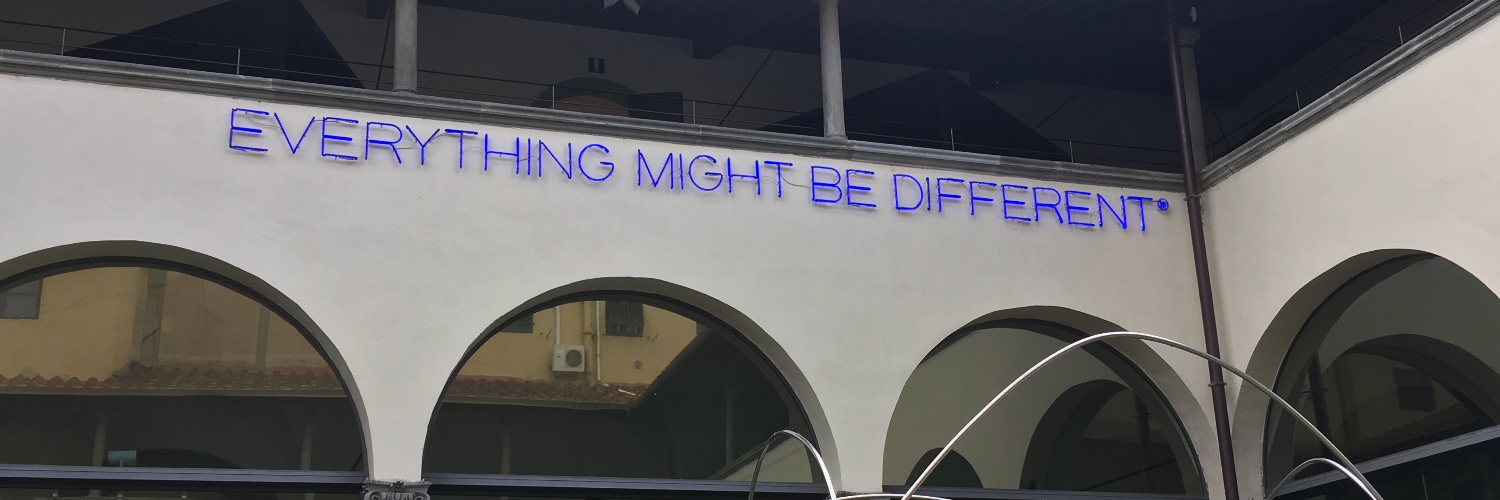 EVERYTHING MIGHT BE DIFFERENT®